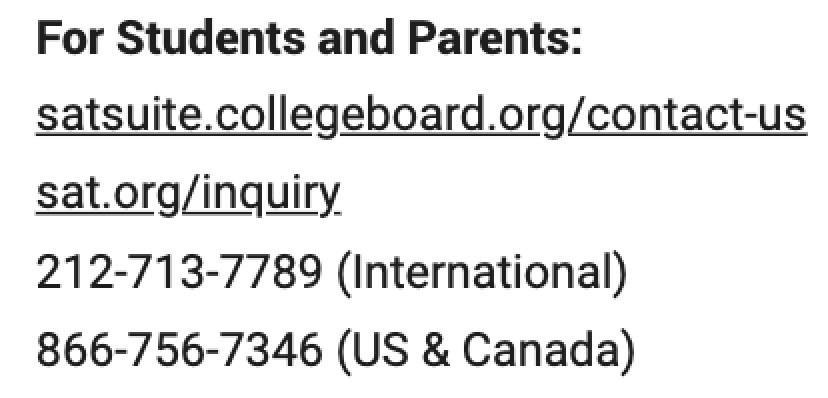 For Students and Parents:
satsuite.collegeboard.org/contact-us
sat.org/inquiry
212-713-7789 (International)
866-756-7346 (US & Canada)